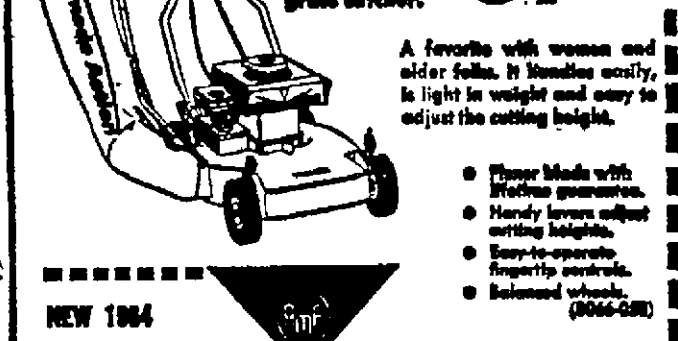 grass catcher.
A favorite with women and
older folks. It handles easily,
is light in weight and easy to
adjust the cutting height.
● Blade with
lifetime guarantee.
● Handy levers adjust
cutting heights.
● Easy-to-operate
fingertip controls.
● Balanced wheels.
NEW 1964